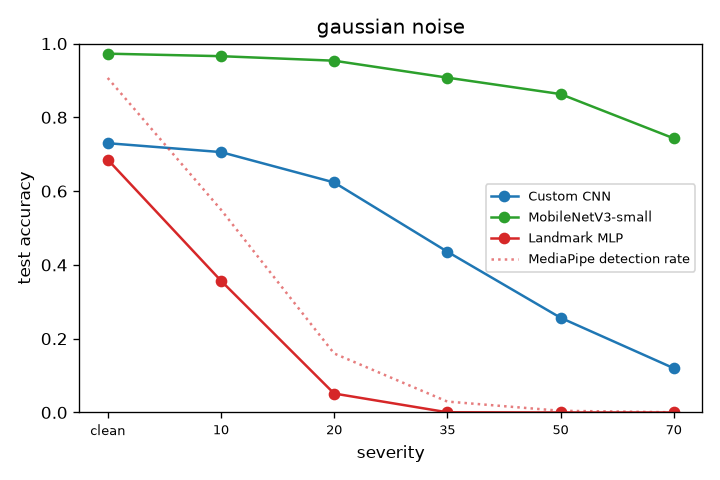 gaussian noise
1.0
0.8
0.6
0.4
0.2
0.0
test accuracy
Custom CNN
MobileNetV3-small
Landmark MLP
MediaPipe detection rate
clean 10 20 35 50 70
severity